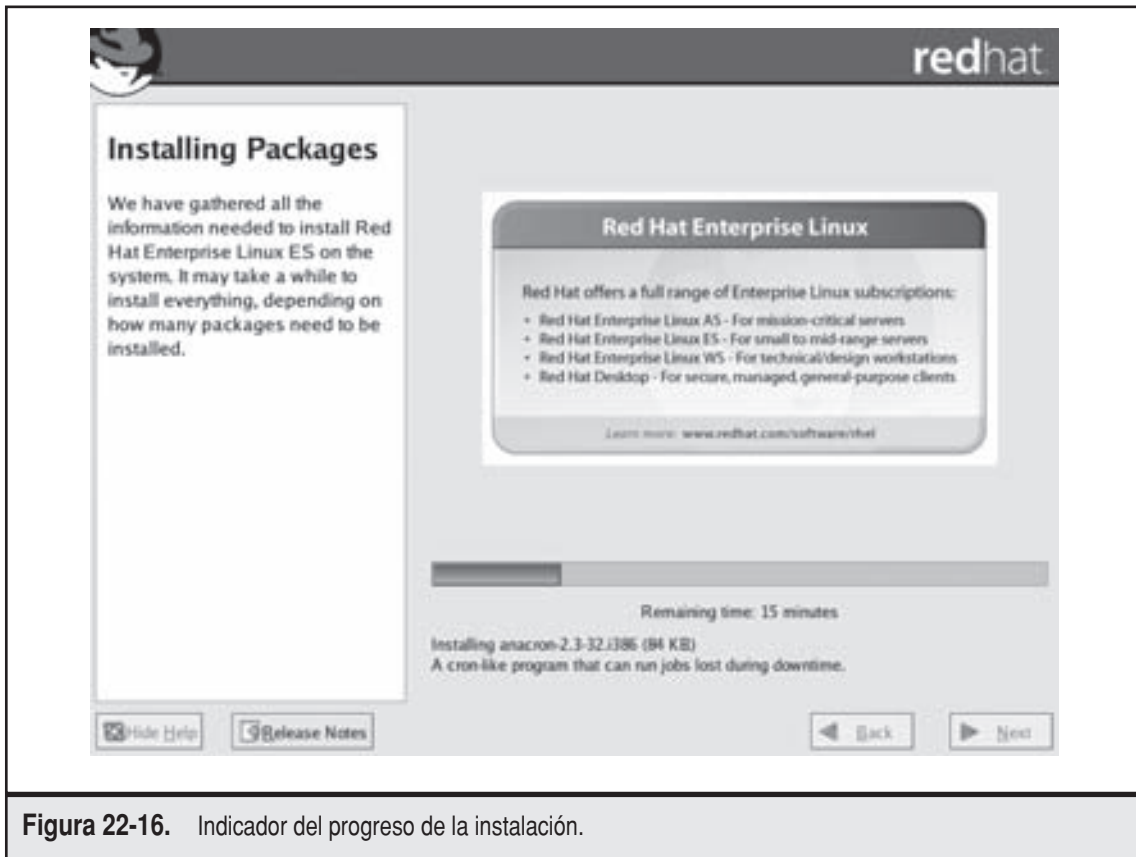 redhat
Installing Packages
We have gathered all the
information needed to install Red
Hat Enterprise Linux ES on the
system. It may take a while to
install everything, depending on
how many packages need to be
installed.
Red Hat Enterprise Linux
Red Hat offers a full range of Enterprise Linux subscriptions:
• Red Hat Enterprise Linux AS - For mission-critical servers
• Red Hat Enterprise Linux ES - For small to mid-range servers
• Red Hat Enterprise Linux WS - For technical/design workstations
• Red Hat Desktop - For secure, managed, general-purpose clients
Learn more: www.redhat.com/software/rhel
Remaining time: 15 minutes
Installing anacron-2.3-32.i386 (84 KB)
A cron-like program that can run jobs lost during downtime.
Hide Help
Release Notes
Back
Next
Figura 22-16. Indicador del progreso de la instalación.